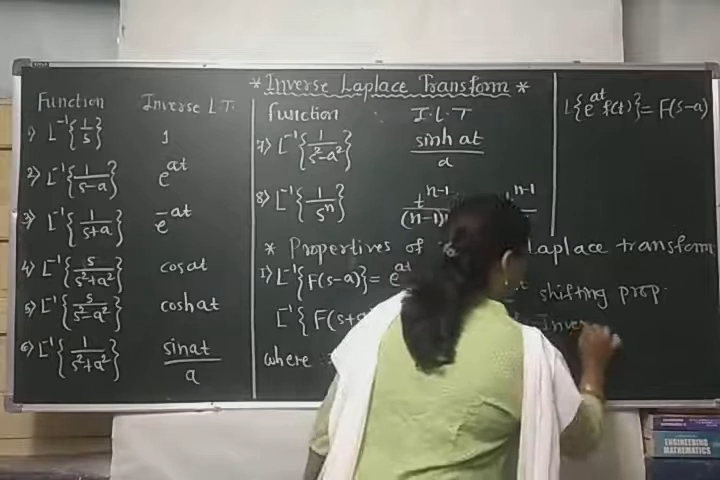 * Inverse Laplace Transform *
Function Inverse L.T.
1) L⁻¹{1/s} 1
2) L⁻¹{1/(s-a)} e^at
3) L⁻¹{1/(s+a)} e^-at
4) L⁻¹{s/(s²+a²)} cosat
5) L⁻¹{s/(s²-a²)} coshat
6) L⁻¹{1/(s²+a²)} sinat/a
Function I.L.T
7) L⁻¹{1/(s²-a²)} sinh at/a
8) L⁻¹{1/sⁿ} t^(n-1) t^(n-1)
* Propertives of Laplace transform
1) L⁻¹{F(s-a)} = e^at shifting prop.
L⁻¹{F(s+
where
L{e^at f(t)} = F(s-a)
ENGINEERING
MATHEMATICS